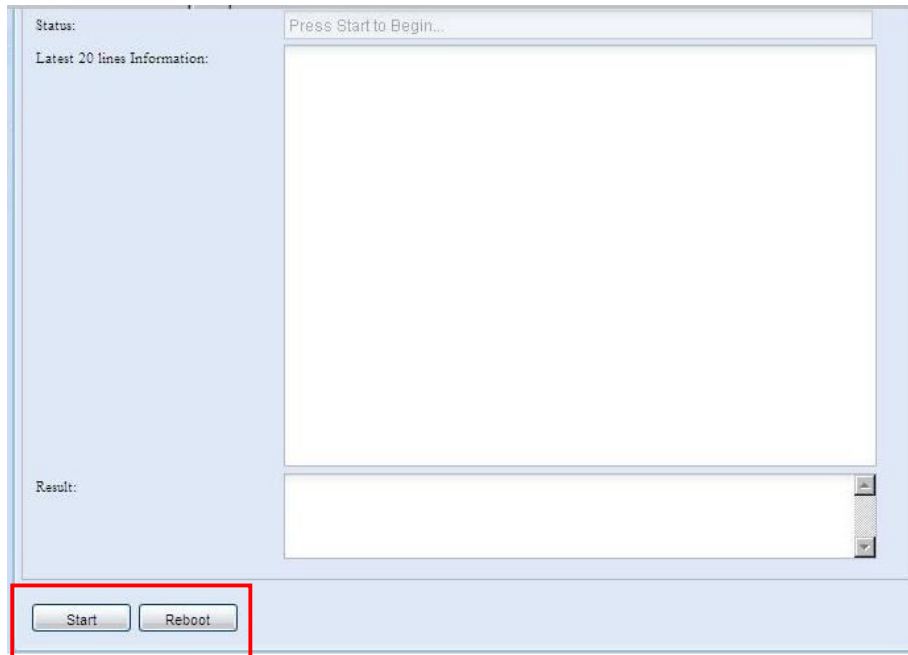 Status:
Press Start to Begin...
Latest 20 lines Information:
Result:
Start
Reboot